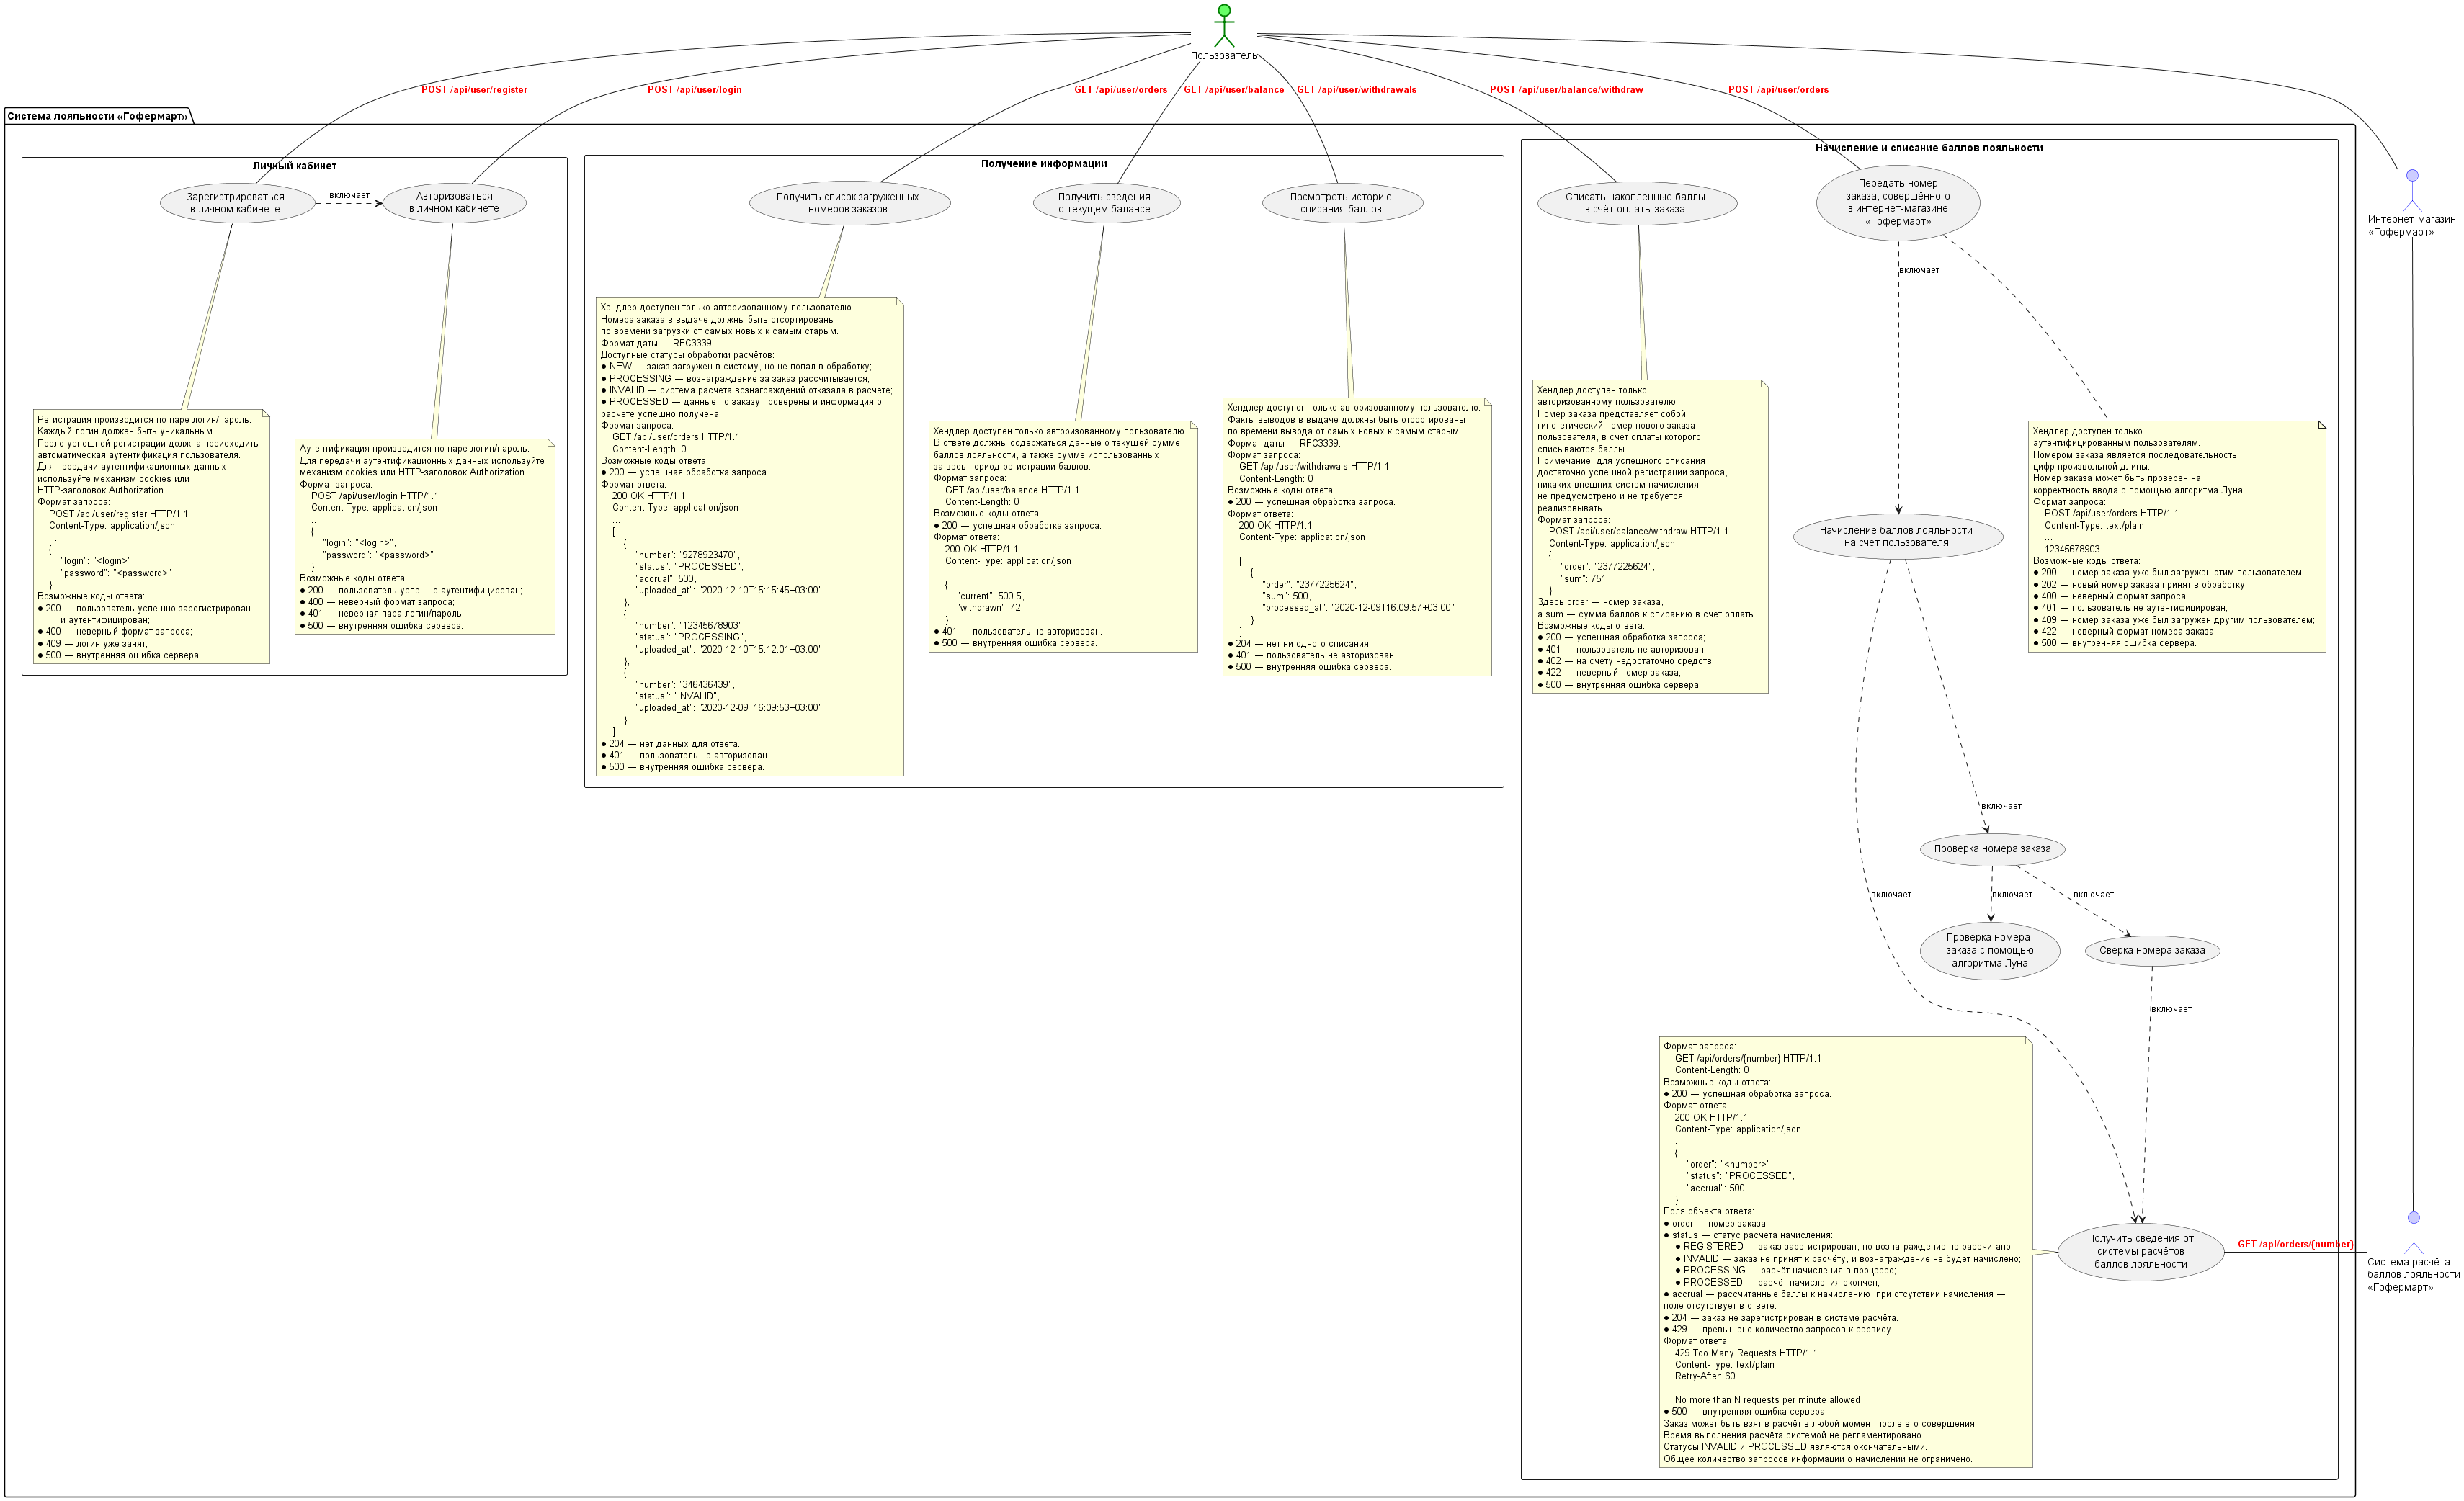 Пользователь
POST /api/user/register
POST /api/user/login
GET /api/user/orders
GET /api/user/balance
GET /api/user/withdrawals
POST /api/user/balance/withdraw
POST /api/user/orders
Система лояльности «Гофермарт»
Личный кабинет
Зарегистрироваться
в личном кабинете
включает
Авторизоваться
в личном кабинете
Регистрация производится по паре логин/пароль.
Каждый логин должен быть уникальным.
После успешной регистрации должна происходить
автоматическая аутентификация пользователя.
Для передачи аутентификационных данных
используйте механизм cookies или
HTTP-заголовок Authorization.
Формат запроса:
POST /api/user/register HTTP/1.1
Content-Type: application/json
...
{
"login": "<login>",
"password": "<password>"
}
Возможные коды ответа:
● 200 — пользователь успешно зарегистрирован
и аутентифицирован;
● 400 — неверный формат запроса;
● 409 — логин уже занят;
● 500 — внутренняя ошибка сервера.
Аутентификация производится по паре логин/пароль.
Для передачи аутентификационных данных используйте
механизм cookies или HTTP-заголовок Authorization.
Формат запроса:
POST /api/user/login HTTP/1.1
Content-Type: application/json
...
{
"login": "<login>",
"password": "<password>"
}
Возможные коды ответа:
● 200 — пользователь успешно аутентифицирован;
● 400 — неверный формат запроса;
● 401 — неверная пара логин/пароль;
● 500 — внутренняя ошибка сервера.
Получение информации
Получить список загруженных
номеров заказов
Получить сведения
о текущем балансе
Посмотреть историю
списания баллов
Хендлер доступен только авторизованному пользователю.
Номера заказа в выдаче должны быть отсортированы
по времени загрузки от самых новых к самым старым.
Формат даты — RFC3339.
Доступные статусы обработки расчётов:
● NEW — заказ загружен в систему, но не попал в обработку;
● PROCESSING — вознаграждение за заказ рассчитывается;
● INVALID — система расчёта вознаграждений отказала в расчёте;
● PROCESSED — данные по заказу проверены и информация о
расчёте успешно получена.
Формат запроса:
GET /api/user/orders HTTP/1.1
Content-Length: 0
Возможные коды ответа:
● 200 — успешная обработка запроса.
Формат ответа:
200 OK HTTP/1.1
Content-Type: application/json
...
[
{
"number": "9278923470",
"status": "PROCESSED",
"accrual": 500,
"uploaded_at": "2020-12-10T15:15:45+03:00"
},
{
"number": "12345678903",
"status": "PROCESSING",
"uploaded_at": "2020-12-10T15:12:01+03:00"
},
{
"number": "346436439",
"status": "INVALID",
"uploaded_at": "2020-12-09T16:09:53+03:00"
}
]
● 204 — нет данных для ответа.
● 401 — пользователь не авторизован.
● 500 — внутренняя ошибка сервера.
Хендлер доступен только авторизованному пользователю.
В ответе должны содержаться данные о текущей сумме
баллов лояльности, а также сумме использованных
за весь период регистрации баллов.
Формат запроса:
GET /api/user/balance HTTP/1.1
Content-Length: 0
Возможные коды ответа:
● 200 — успешная обработка запроса.
Формат ответа:
200 OK HTTP/1.1
Content-Type: application/json
...
{
"current": 500.5,
"withdrawn": 42
}
● 401 — пользователь не авторизован.
● 500 — внутренняя ошибка сервера.
Хендлер доступен только авторизованному пользователю.
Факты выводов в выдаче должны быть отсортированы
по времени вывода от самых новых к самым старым.
Формат даты — RFC3339.
Формат запроса:
GET /api/user/withdrawals HTTP/1.1
Content-Length: 0
Возможные коды ответа:
● 200 — успешная обработка запроса.
Формат ответа:
200 OK HTTP/1.1
Content-Type: application/json
...
[
{
"order": "2377225624",
"sum": 500,
"processed_at": "2020-12-09T16:09:57+03:00"
}
]
● 204 — нет ни одного списания.
● 401 — пользователь не авторизован.
● 500 — внутренняя ошибка сервера.
Начисление и списание баллов лояльности
Списать накопленные баллы
в счёт оплаты заказа
Передать номер
заказа, совершённого
в интернет-магазине
«Гофермарт»
включает
Хендлер доступен только
авторизованному пользователю.
Номер заказа представляет собой
гипотетический номер нового заказа
пользователя, в счёт оплаты которого
списываются баллы.
Примечание: для успешного списания
достаточно успешной регистрации запроса,
никаких внешних систем начисления
не предусмотрено и не требуется
реализовывать.
Формат запроса:
POST /api/user/balance/withdraw HTTP/1.1
Content-Type: application/json
{
"order": "2377225624",
"sum": 751
}
Здесь order — номер заказа,
а sum — сумма баллов к списанию в счёт оплаты.
Возможные коды ответа:
● 200 — успешная обработка запроса;
● 401 — пользователь не авторизован;
● 402 — на счету недостаточно средств;
● 422 — неверный номер заказа;
● 500 — внутренняя ошибка сервера.
Хендлер доступен только
аутентифицированным пользователям.
Номером заказа является последовательность
цифр произвольной длины.
Номер заказа может быть проверен на
корректность ввода с помощью алгоритма Луна.
Формат запроса:
POST /api/user/orders HTTP/1.1
Content-Type: text/plain
...
12345678903
Возможные коды ответа:
● 200 — номер заказа уже был загружен этим пользователем;
● 202 — новый номер заказа принят в обработку;
● 400 — неверный формат запроса;
● 401 — пользователь не аутентифицирован;
● 409 — номер заказа уже был загружен другим пользователем;
● 422 — неверный формат номера заказа;
● 500 — внутренняя ошибка сервера.
Начисление баллов лояльности
на счёт пользователя
включает
Проверка номера заказа
включает
включает
включает
Проверка номера
заказа с помощью
алгоритма Луна
Сверка номера заказа
включает
Формат запроса:
GET /api/orders/{number} HTTP/1.1
Content-Length: 0
Возможные коды ответа:
● 200 — успешная обработка запроса.
Формат ответа:
200 OK HTTP/1.1
Content-Type: application/json
...
{
"order": "<number>",
"status": "PROCESSED",
"accrual": 500
}
Поля объекта ответа:
● order — номер заказа;
● status — статус расчёта начисления:
● REGISTERED — заказ зарегистрирован, но вознаграждение не рассчитано;
● INVALID — заказ не принят к расчёту, и вознаграждение не будет начислено;
● PROCESSING — расчёт начисления в процессе;
● PROCESSED — расчёт начисления окончен;
● accrual — рассчитанные баллы к начислению, при отсутствии начисления —
поле отсутствует в ответе.
● 204 — заказ не зарегистрирован в системе расчёта.
● 429 — превышено количество запросов к сервису.
Формат ответа:
429 Too Many Requests HTTP/1.1
Content-Type: text/plain
Retry-After: 60
No more than N requests per minute allowed
● 500 — внутренняя ошибка сервера.
Заказ может быть взят в расчёт в любой момент после его совершения.
Время выполнения расчёта системой не регламентировано.
Статусы INVALID и PROCESSED являются окончательными.
Общее количество запросов информации о начислении не ограничено.
Получить сведения от
системы расчётов
баллов лояльности
GET /api/orders/{number}
Интернет-магазин
«Гофермарт»
Система расчёта
баллов лояльности
«Гофермарт»